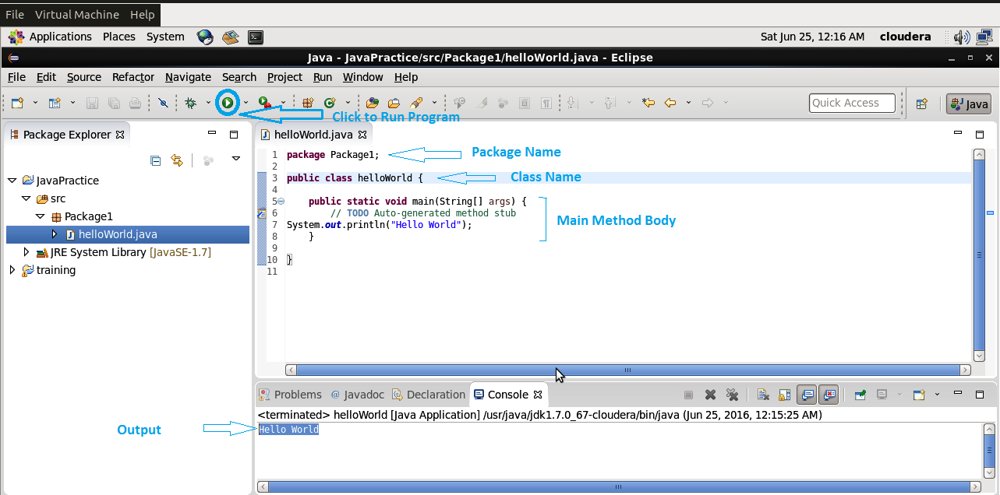 File Virtual Machine Help
Applications Places System Sat Jun 25, 12:16 AM cloudera
Java - JavaPractice/src/Package1/helloWorld.java - Eclipse
File Edit Source Refactor Navigate Search Project Run Window Help
Quick Access Java
Click to Run Program
Package Explorer
helloWorld.java
JavaPractice
src
Package1
helloWorld.java
JRE System Library [JavaSE-1.7]
training
1 package Package1; Package Name
2
3 public class helloWorld { Class Name
4
5 public static void main(String[] args) {
6 // TODO Auto-generated method stub
Main Method Body
7 System.out.println("Hello World");
8 }
9
10 }
11
Problems @ Javadoc Declaration Console
<terminated> helloWorld [Java Application] /usr/java/jdk1.7.0_67-cloudera/bin/java (Jun 25, 2016, 12:15:25 AM)
Output
Hello World